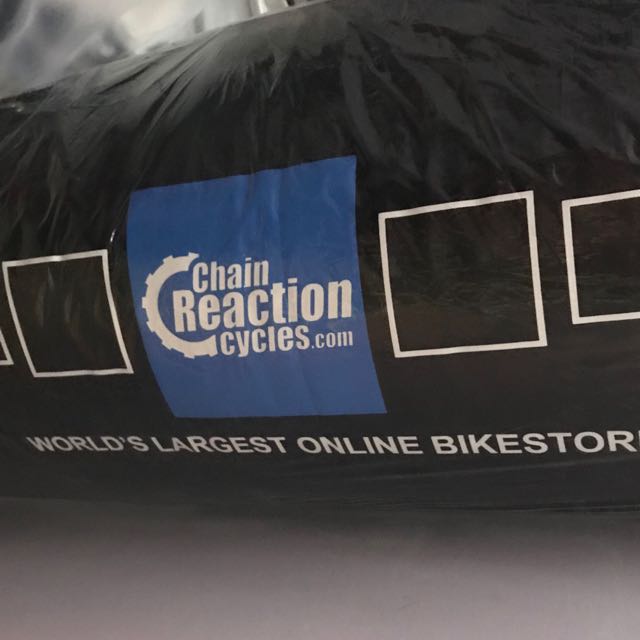 Chain
Reaction
cycles.com
WORLD'S LARGEST ONLINE BIKESTOR